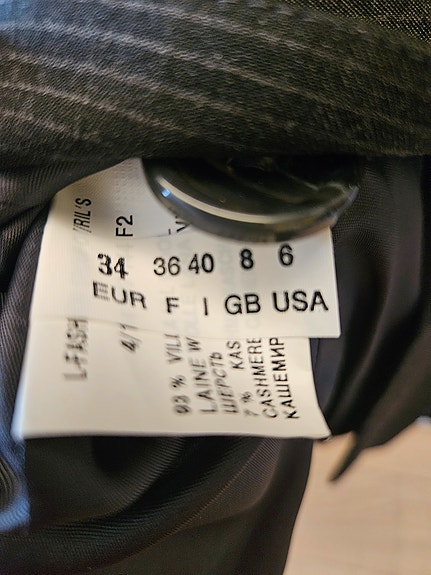 F2
34 36 40 8 6
EUR F I GB USA
L-FASH
4/1
93 % VILL
LAINE W
ШЕРСТЬ
7 % KAS
CASHMERE
КАШЕМИР